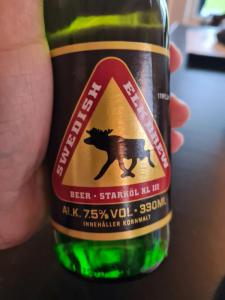 SWEDISH
ELK BREW
BEER · STARKÖL KL III
ALK. 7.5% VOL · 330ML
INNEHÅLLER KORNMALT